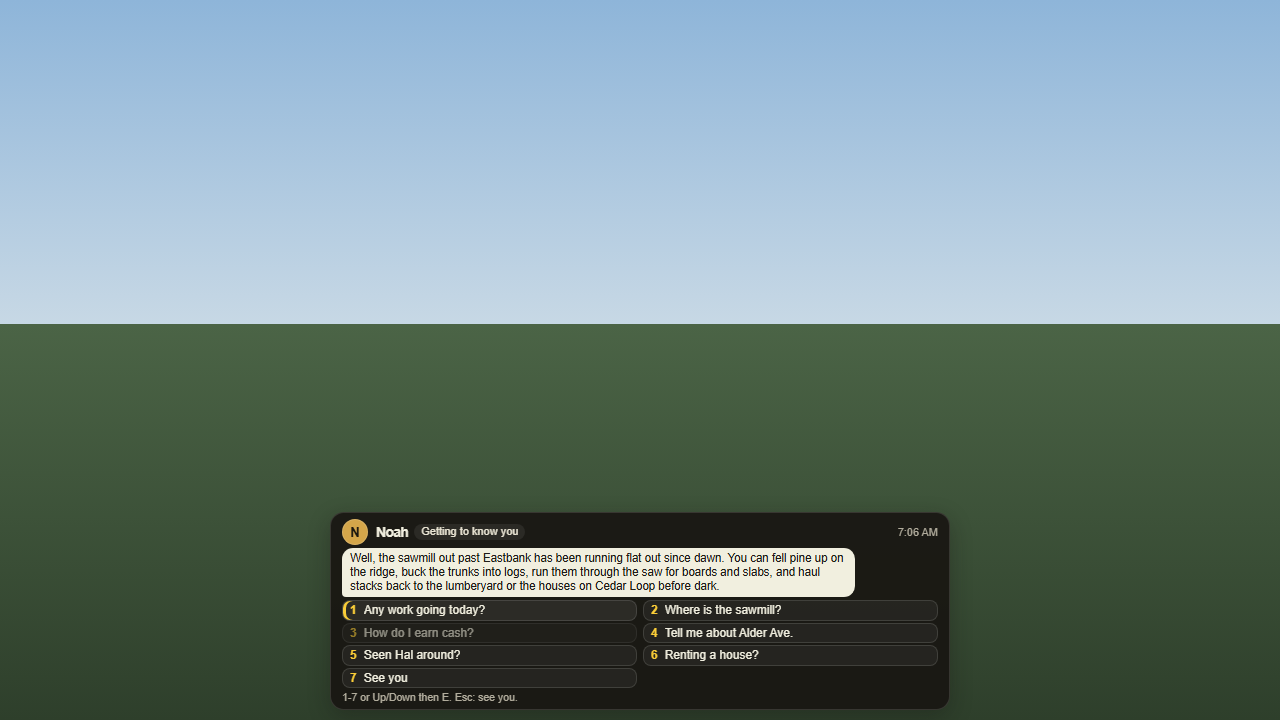 N
Noah Getting to know you 7:06 AM
Well, the sawmill out past Eastbank has been running flat out since dawn. You can fell pine up on
the ridge, buck the trunks into logs, run them through the saw for boards and slabs, and haul
stacks back to the lumberyard or the houses on Cedar Loop before dark.
1 Any work going today?
2 Where is the sawmill?
3 How do I earn cash?
4 Tell me about Alder Ave.
5 Seen Hal around?
6 Renting a house?
7 See you
1-7 or Up/Down then E. Esc: see you.